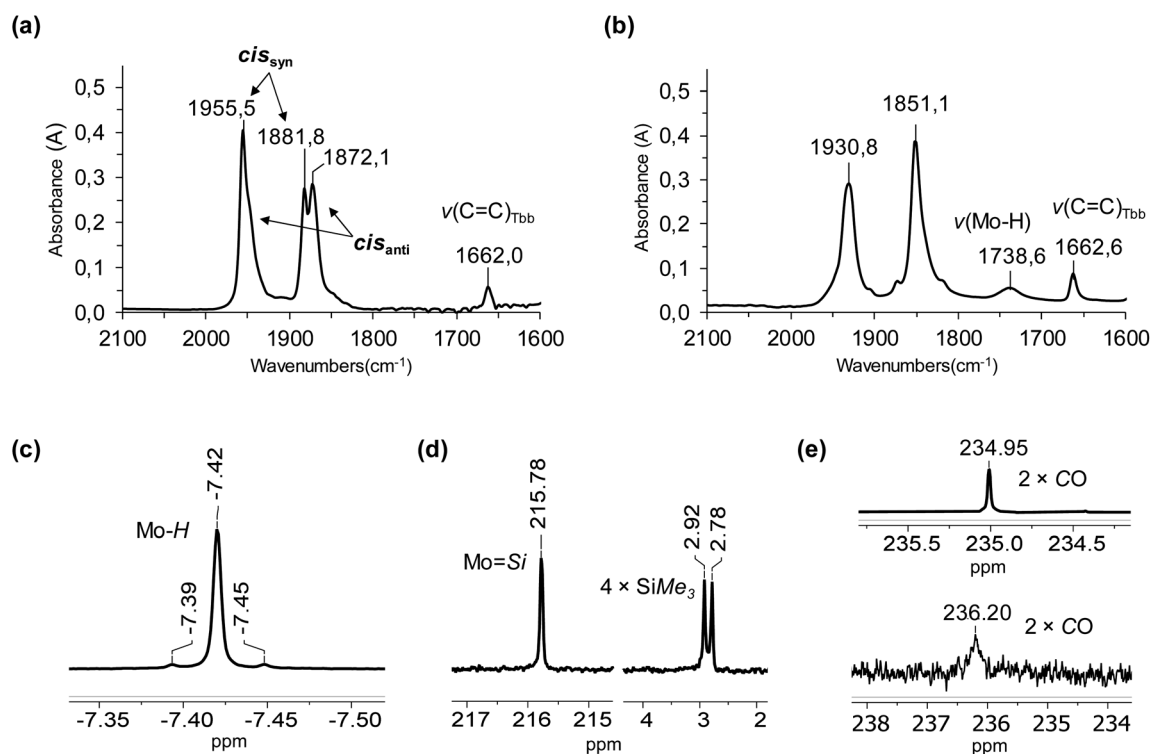 (a)
cis_syn
1955,5
1881,8
1872,1
ν(C=C)Tbb
cis_anti
1662,0
Absorbance (A)
0,5
0,4
0,3
0,2
0,1
0,0
2100 2000 1900 1800 1700 1600
Wavenumbers(cm-1)
(b)
1930,8
1851,1
ν(Mo-H)
ν(C=C)Tbb
1738,6
1662,6
Absorbance (A)
0,5
0,4
0,3
0,2
0,1
0,0
2100 2000 1900 1800 1700 1600
Wavenumbers(cm-1)
(c)
-7.42
Mo-H
-7.39
-7.45
-7.35 -7.40 -7.45 -7.50
ppm
(d)
215.78
Mo=Si
2.92
2.78
4 × SiMe3
217 216 215 4 3 2
ppm
(e)
234.95
2 × CO
235.5 235.0 234.5
ppm
236.20
2 × CO
238 237 236 235 234
ppm